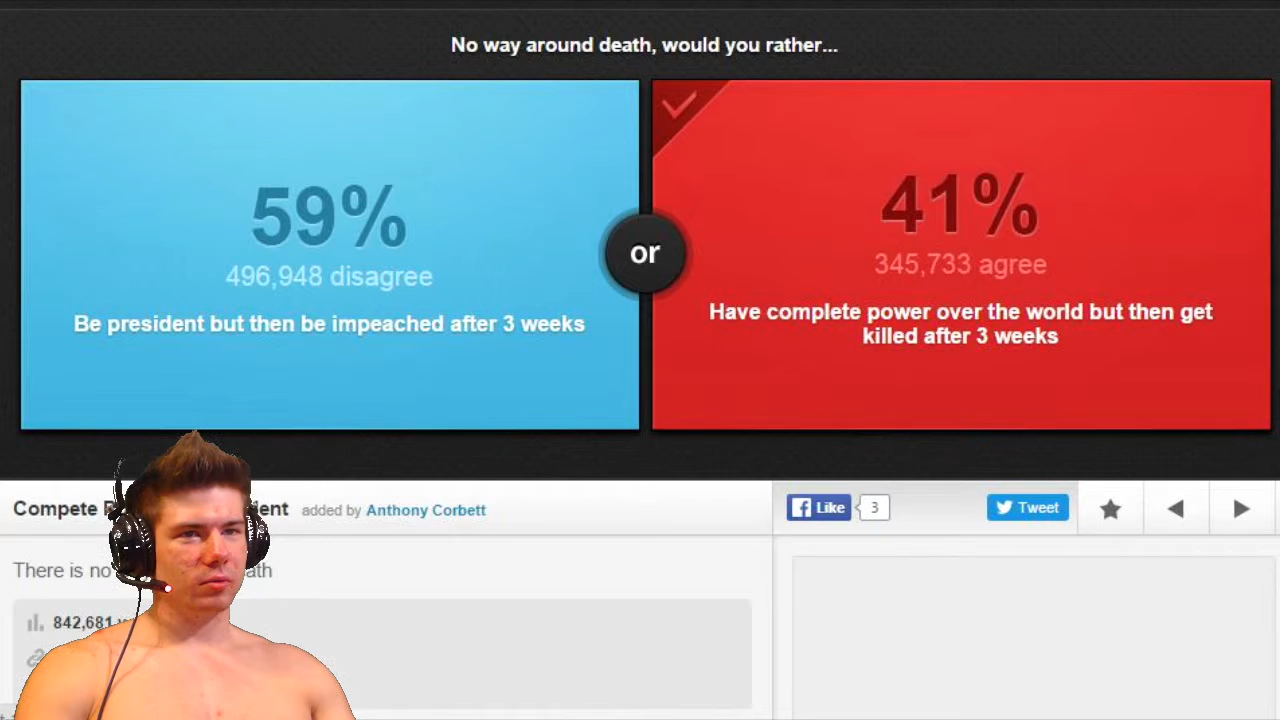 No way around death, would you rather...
59%
496,948 disagree
Be president but then be impeached after 3 weeks
or
41%
345,733 agree
Have complete power over the world but then get
killed after 3 weeks
Compete
added by Anthony Corbett
Like
3
Tweet
There is no
842,681